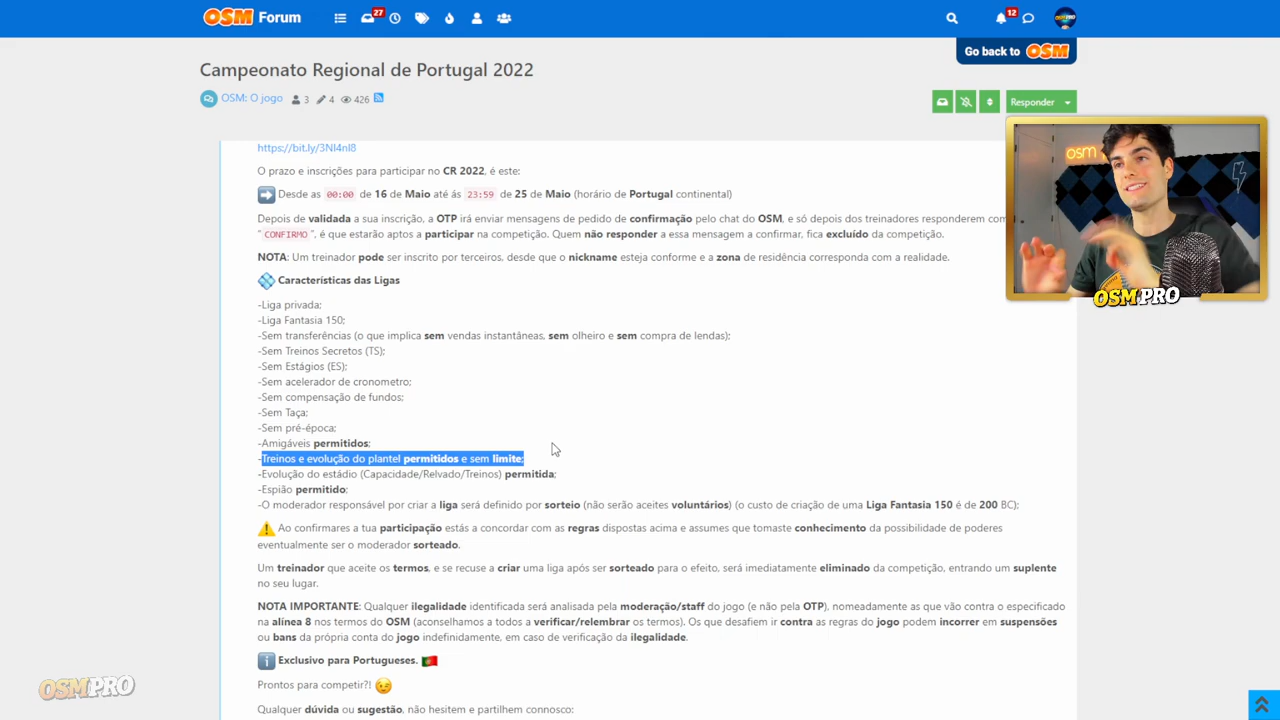 OSM Forum
27
12
Go back to OSM
Campeonato Regional de Portugal 2022
OSM: O jogo 3 4 426
Responder
https://bit.ly/3Nl4nl8
O prazo e inscrições para participar no CR 2022, é este:
Desde as 00:00 de 16 de Maio até ás 23:59 de 25 de Maio (horário de Portugal continental)
Depois de validada a sua inscrição, a OTP irá enviar mensagens de pedido de confirmação pelo chat do OSM, e só depois dos treinadores responderem com
"CONFIRMO", é que estarão aptos a participar na competição. Quem não responder a essa mensagem a confirmar, fica excluído da competição.
NOTA: Um treinador pode ser inscrito por terceiros, desde que o nickname esteja conforme e a zona de residência corresponda com a realidade.
Características das Ligas
-Liga privada;
-Liga Fantasia 150;
-Sem transferências (o que implica sem vendas instantâneas, sem olheiro e sem compra de lendas);
-Sem Treinos Secretos (TS);
-Sem Estágios (ES);
-Sem acelerador de cronometro;
-Sem compensação de fundos;
-Sem Taça;
-Sem pré-época;
-Amigáveis permitidos;
-Treinos e evolução do plantel permitidos e sem limite;
-Evolução do estádio (Capacidade/Relvado/Treinos) permitida;
-Espião permitido;
-O moderador responsável por criar a liga será definido por sorteio (não serão aceites voluntários) (o custo de criação de uma Liga Fantasia 150 é de 200 BC);
Ao confirmares a tua participação estás a concordar com as regras dispostas acima e assumes que tomaste conhecimento da possibilidade de poderes
eventualmente ser o moderador sorteado.
Um treinador que aceite os termos, e se recuse a criar uma liga após ser sorteado para o efeito, será imediatamente eliminado da competição, entrando um suplente
no seu lugar.
NOTA IMPORTANTE: Qualquer ilegalidade identificada será analisada pela moderação/staff do jogo (e não pela OTP), nomeadamente as que vão contra o especificado
na alínea 8 nos termos do OSM (aconselhamos a todos a verificar/relembrar os termos). Os que desafiem ir contra as regras do jogo podem incorrer em suspensões
ou bans da própria conta do jogo indefinidamente, em caso de verificação da ilegalidade.
Exclusivo para Portugueses.
Prontos para competir?!
Qualquer dúvida ou sugestão, não hesitem e partilhem connosco:
osm
OSM PRO
OSMPRO